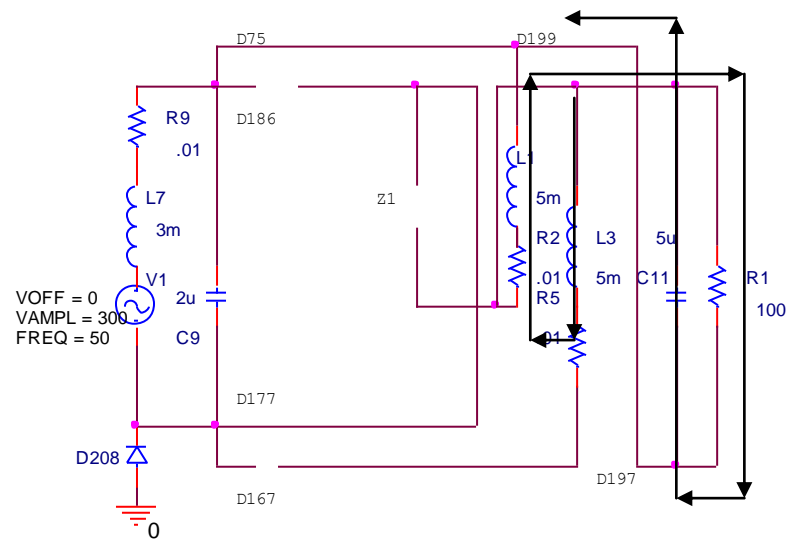 D75
D199
R9
D186
.01
L1
L7
Z1
5m
3m
R2
L3
5u
V1
.01
5m
C11
R1
VOFF = 0
2u
R5
100
VAMPL = 300
FREQ = 50
C9
.01
D177
D208
D197
D167
0